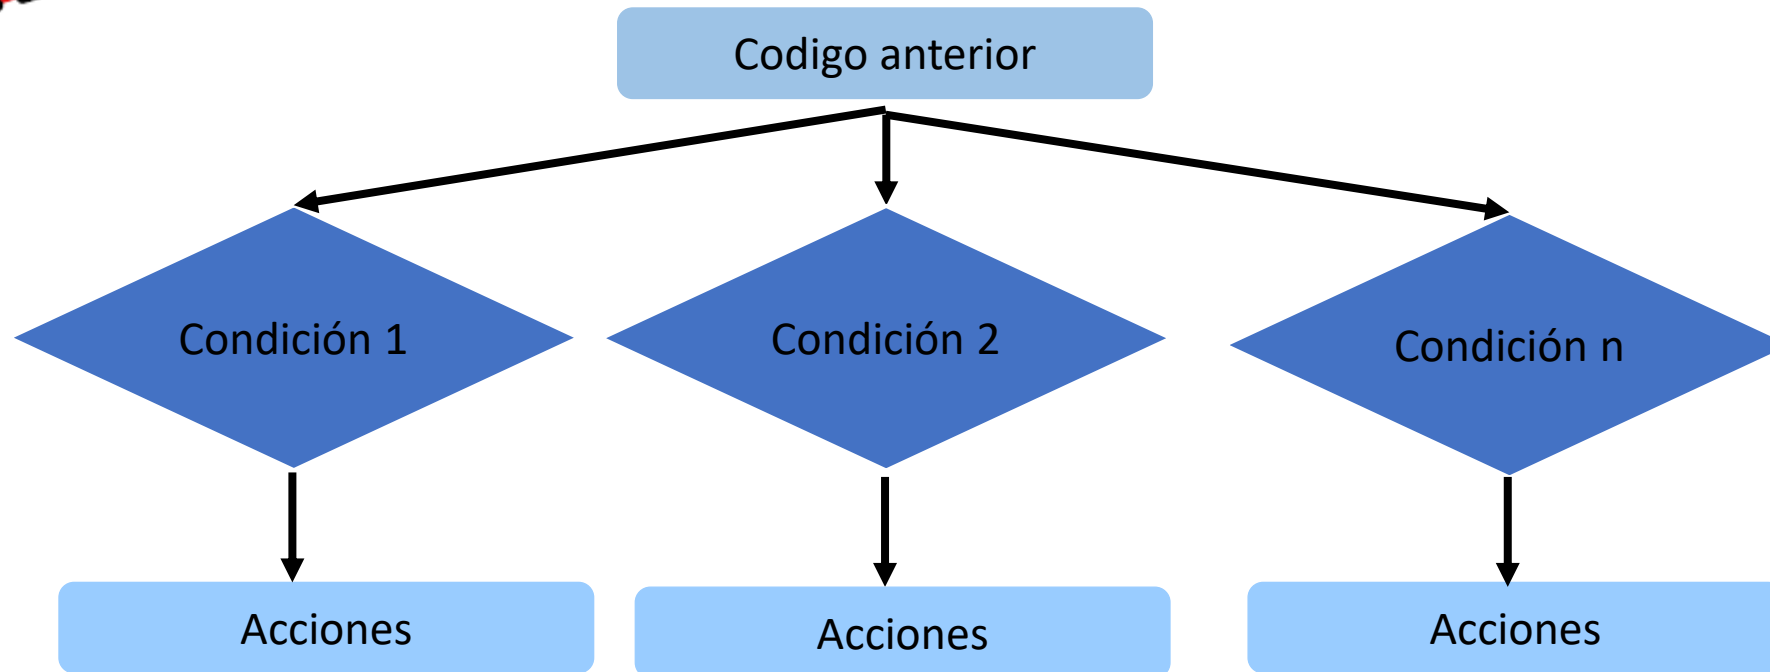 Codigo anterior
Condición 1
Condición 2
Condición n
Acciones
Acciones
Acciones